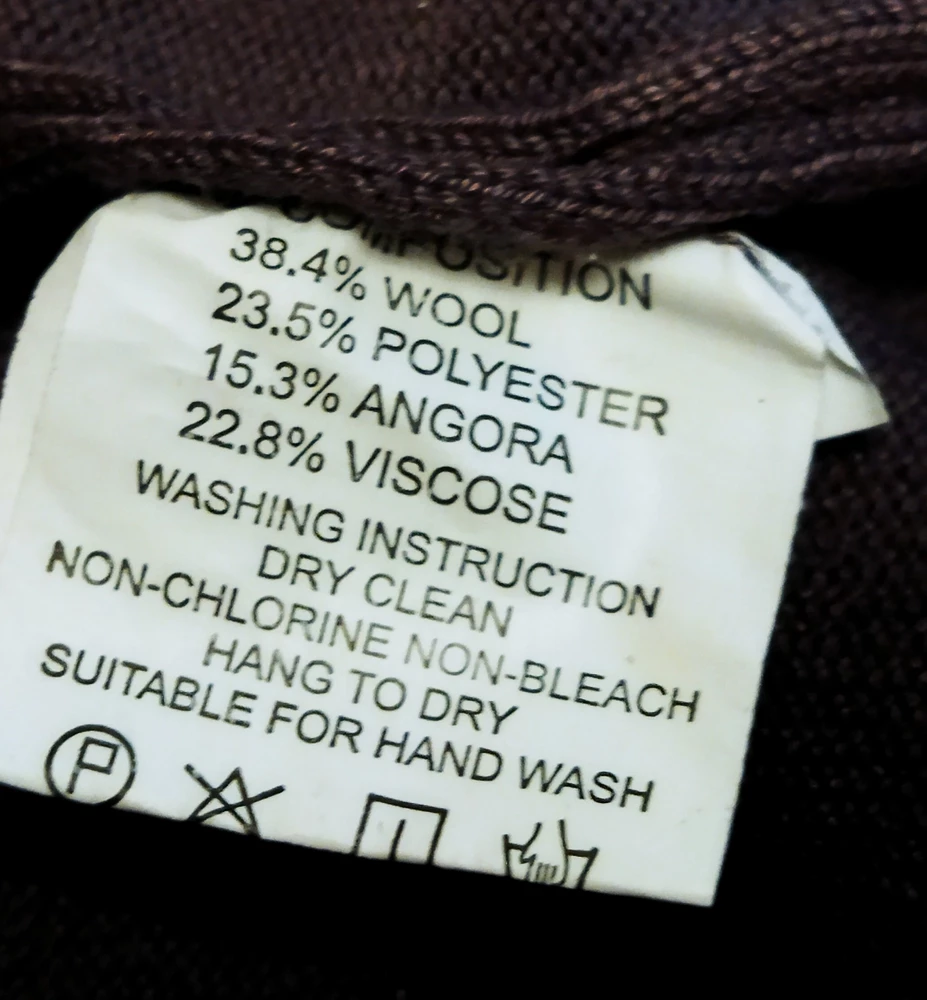 COMPOSITION
38.4% WOOL
23.5% POLYESTER
15.3% ANGORA
22.8% VISCOSE
WASHING INSTRUCTION
DRY CLEAN
NON-CHLORINE NON-BLEACH
HANG TO DRY
SUITABLE FOR HAND WASH
P